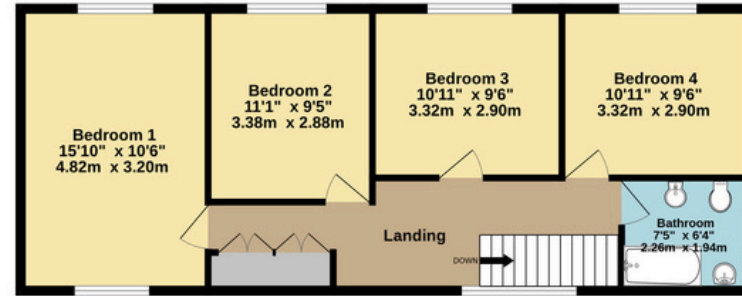 Bedroom 1
15'10" x 10'6"
4.82m x 3.20m
Bedroom 2
11'1" x 9'5"
3.38m x 2.88m
Bedroom 3
10'11" x 9'6"
3.32m x 2.90m
Bedroom 4
10'11" x 9'6"
3.32m x 2.90m
Landing
DOWN
Bathroom
7'5" x 6'4"
2.26m x 1.94m